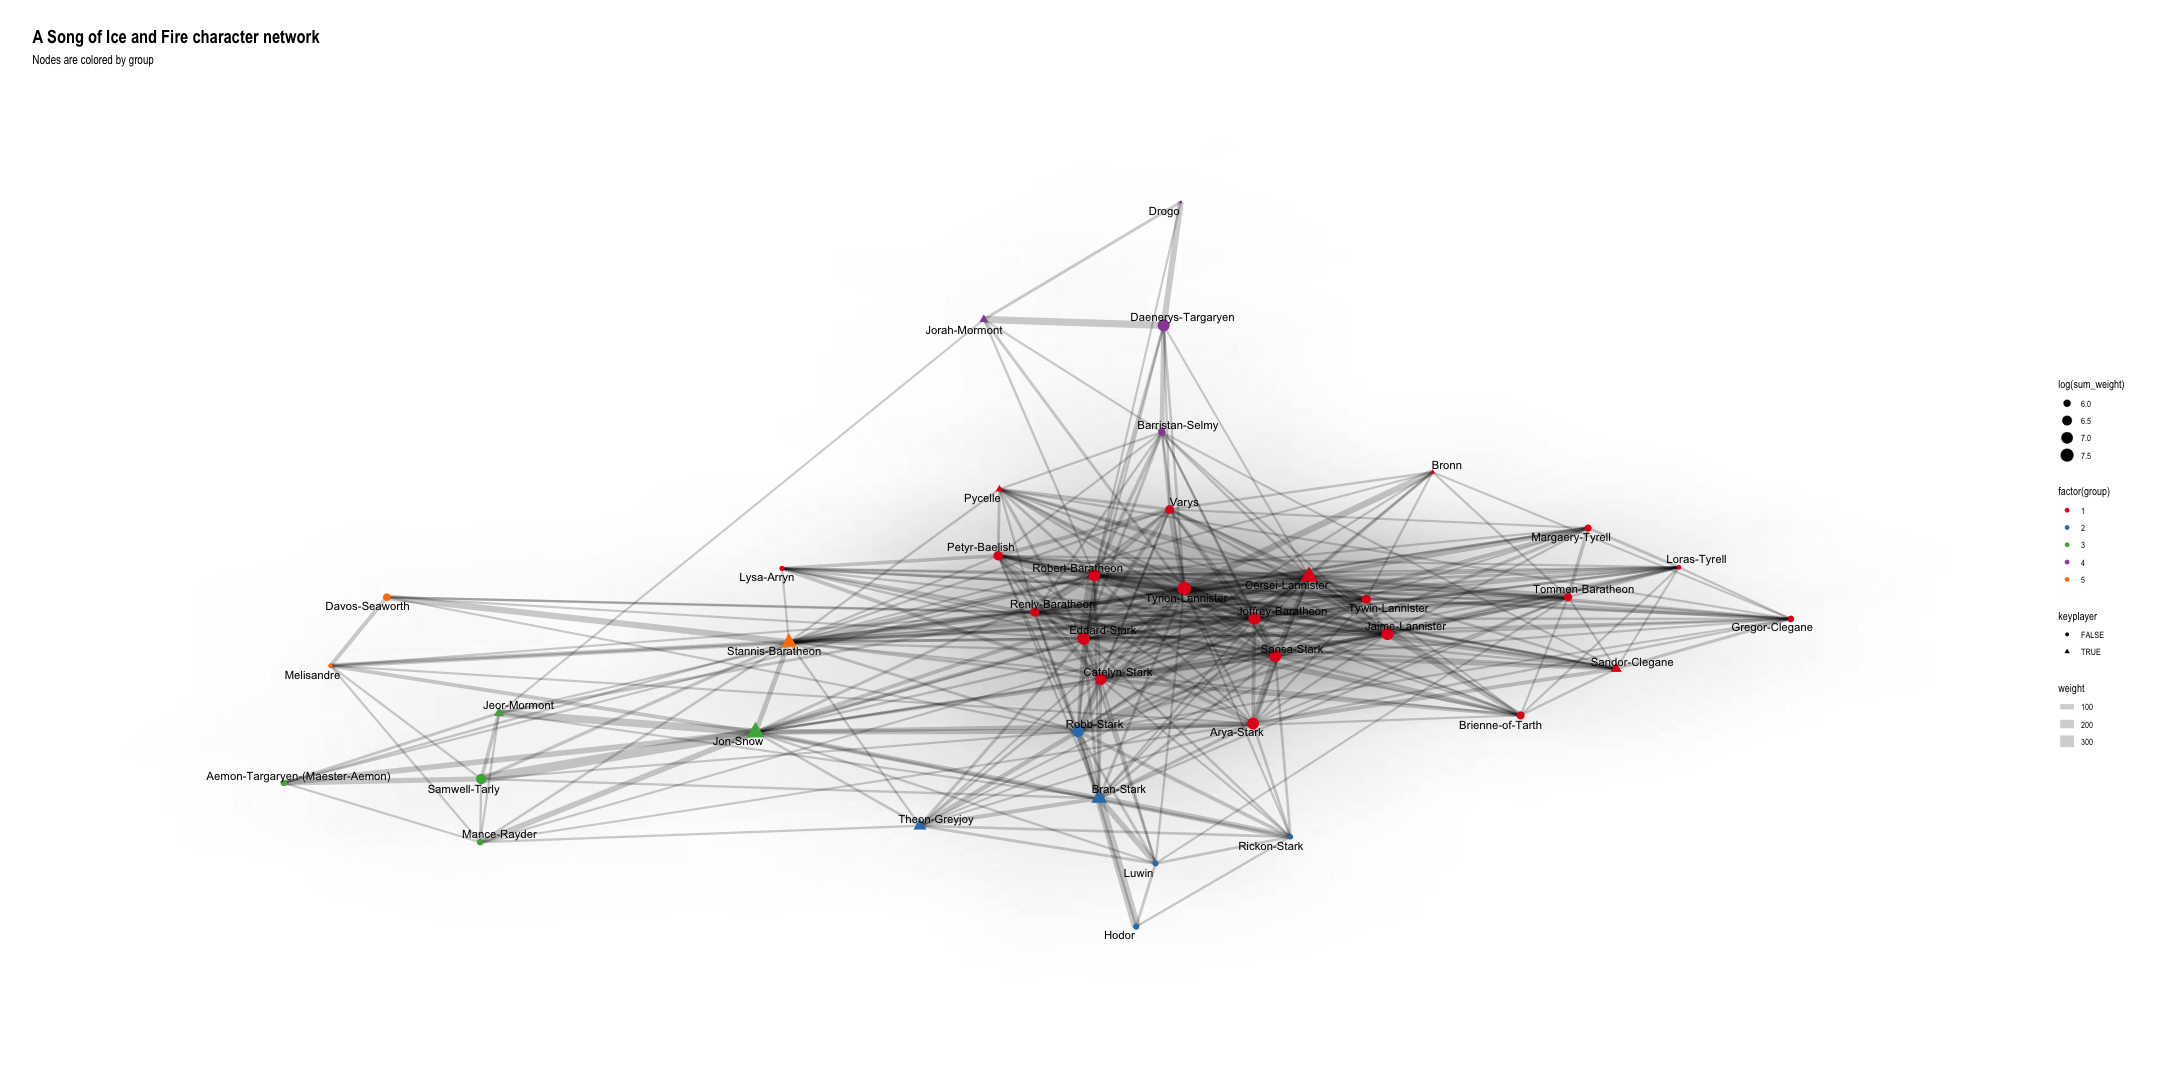 A Song of Ice and Fire character network
Nodes are colored by group
Drogo
Daenerys-Targaryen
Jorah-Mormont
Barristan-Selmy
Bronn
Pycelle
Varys
Margaery-Tyrell
Petyr-Baelish
Loras-Tyrell
Robert-Baratheon
Lysa-Arryn
Cersei-Lannister
Tommen-Baratheon
Tyrion-Lannister
Davos-Seaworth
Renly-Baratheon
Tywin-Lannister
Joffrey-Baratheon
Jaime-Lannister
Gregor-Clegane
Eddard-Stark
Sansa-Stark
Stannis-Baratheon
Sandor-Clegane
Catelyn-Stark
Melisandre
Jeor-Mormont
Robb-Stark
Brienne-of-Tarth
Arya-Stark
Jon-Snow
Aemon-Targaryen-(Maester-Aemon)
Samwell-Tarly
Bran-Stark
Theon-Greyjoy
Mance-Rayder
Rickon-Stark
Luwin
Hodor
log(sum_weight)
6.0
6.5
7.0
7.5
factor(group)
1
2
3
4
5
keyplayer
FALSE
TRUE
weight
100
200
300